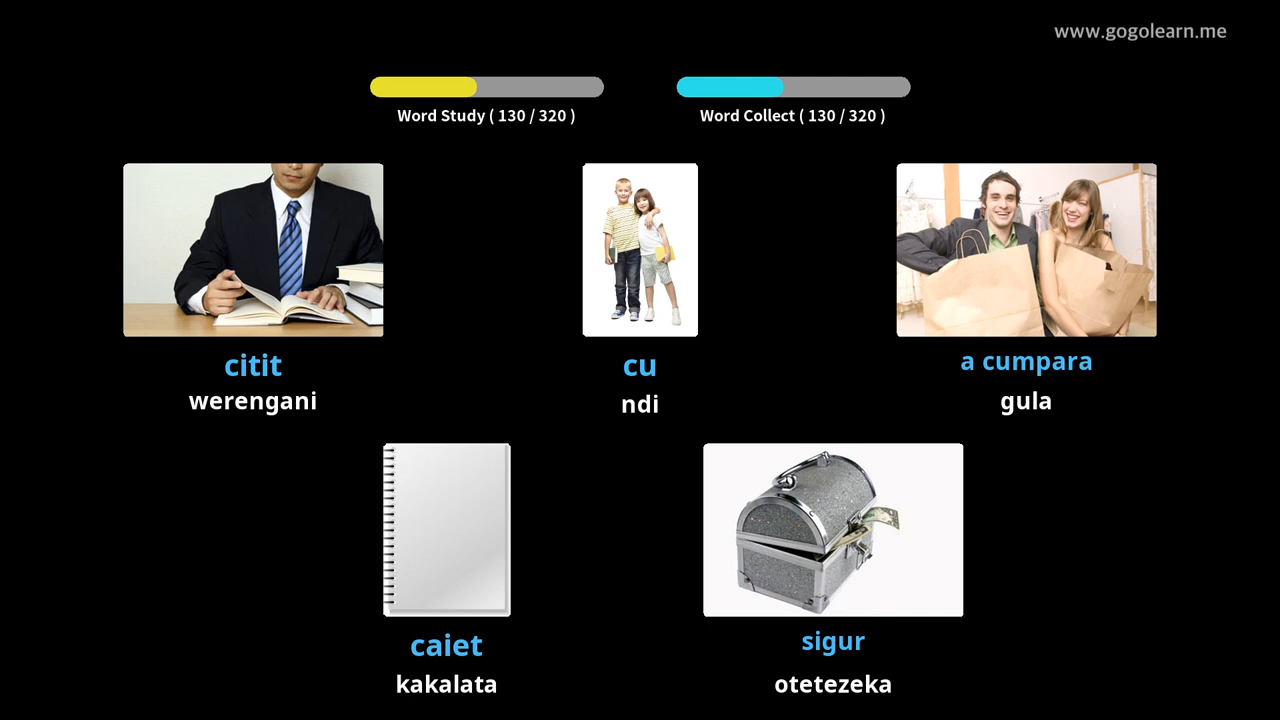 www.gogolearn.me
Word Study ( 130 / 320 )
Word Collect ( 130 / 320 )
citit
werengani
cu
ndi
a cumpara
gula
caiet
kakalata
sigur
otetezeka